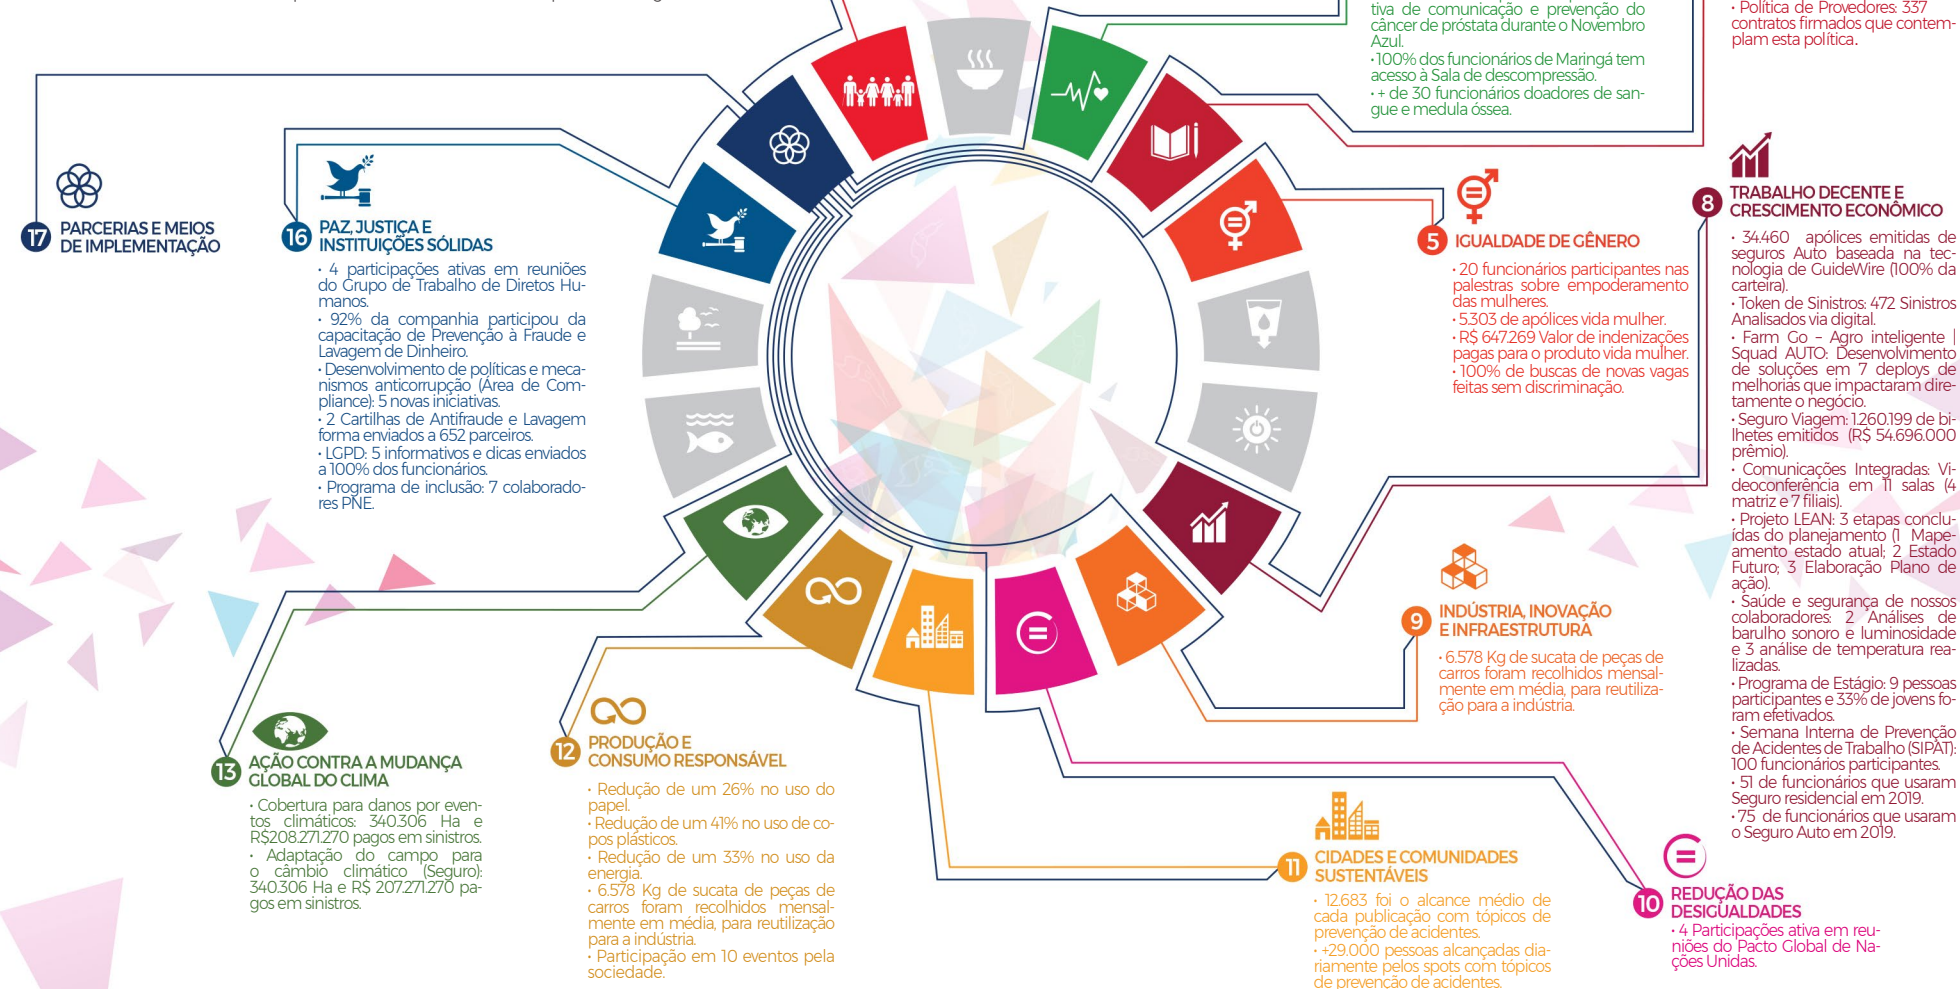 tiva de comunicação e prevenção do
câncer de próstata durante o Novembro
Azul.
• 100% dos funcionários de Maringá tem
acesso à Sala de descompressão.
• + de 30 funcionários doadores de san-
gue e medula óssea.
• Política de Provedores: 337
contratos firmados que contem-
plam esta política.
17 PARCERIAS E MEIOS
DE IMPLEMENTAÇÃO
16 PAZ, JUSTIÇA E
INSTITUIÇÕES SÓLIDAS
• 4 participações ativas em reuniões
do Grupo de Trabalho de Diretos Hu-
manos.
• 92% da companhia participou da
capacitação de Prevenção à Fraude e
Lavagem de Dinheiro.
• Desenvolvimento de políticas e meca-
nismos anticorrupção (Área de Com-
pliance): 5 novas iniciativas.
• 2 Cartilhas de Antifraude e Lavagem
forma enviados a 652 parceiros.
• LGPD: 5 informativos e dicas enviados
a 100% dos funcionários.
• Programa de inclusão: 7 colaborado-
res PNE.
5 IGUALDADE DE GÊNERO
• 20 funcionários participantes nas
palestras sobre empoderamento
das mulheres.
• 5.303 de apólices vida mulher.
• R$ 647.269 Valor de indenizações
pagas para o produto vida mulher.
• 100% de buscas de novas vagas
feitas sem discriminação.
8 TRABALHO DECENTE E
CRESCIMENTO ECONÔMICO
• 34.460 apólices emitidas de
seguros Auto baseada na tec-
nologia de GuideWire (100% da
carteira).
• Token de Sinistros: 472 Sinistros
Analisados via digital.
• Farm Go – Agro inteligente |
Squad AUTO: Desenvolvimento
de soluções em 7 deploys de
melhorias que impactaram dire-
tamente o negócio.
• Seguro Viagem: 1.260.199 de bi-
lhetes emitidos (R$ 54.696.000
prêmio).
• Comunicações Integradas: Vi-
deoconferência em 11 salas (4
matriz e 7 filiais).
• Projeto LEAN: 3 etapas conclu-
ídas do planejamento (1 Mape-
amento estado atual; 2 Estado
Futuro; 3 Elaboração Plano de
ação).
• Saúde e segurança de nossos
colaboradores: 2 Análises de
barulho sonoro e luminosidade
e 3 análise de temperatura rea-
lizadas.
• Programa de Estágio: 9 pessoas
participantes e 33% de jovens fo-
ram efetivados.
• Semana Interna de Prevenção
de Acidentes de Trabalho (SIPAT):
100 funcionários participantes.
• 51 de funcionários que usaram
Seguro residencial em 2019.
• 75 de funcionários que usaram
o Seguro Auto em 2019.
9 INDÚSTRIA, INOVAÇÃO
E INFRAESTRUTURA
• 6.578 Kg de sucata de peças de
carros foram recolhidos mensal-
mente em média, para reutiliza-
ção para a indústria.
13 AÇÃO CONTRA A MUDANÇA
GLOBAL DO CLIMA
• Cobertura para danos por even-
tos climáticos: 340.306 Ha e
R$208.271.270 pagos em sinistros.
• Adaptação do campo para
o câmbio climático (Seguro):
340.306 Ha e R$ 207.271.270 pa-
gos em sinistros.
12 PRODUÇÃO E
CONSUMO RESPONSÁVEL
• Redução de um 26% no uso do
papel.
• Redução de um 41% no uso de co-
pos plásticos.
• Redução de um 33% no uso da
energia.
• 6.578 Kg de sucata de peças de
carros foram recolhidos mensal-
mente em média, para reutilização
para a indústria.
• Participação em 10 eventos pela
sociedade.
11 CIDADES E COMUNIDADES
SUSTENTÁVEIS
• 12.683 foi o alcance médio de
cada publicação com tópicos de
prevenção de acidentes.
• +29.000 pessoas alcançadas dia-
riamente pelos spots com tópicos
de prevenção de acidentes.
10 REDUÇÃO DAS
DESIGUALDADES
• 4 Participações ativa em reu-
niões do Pacto Global de Na-
ções Unidas.